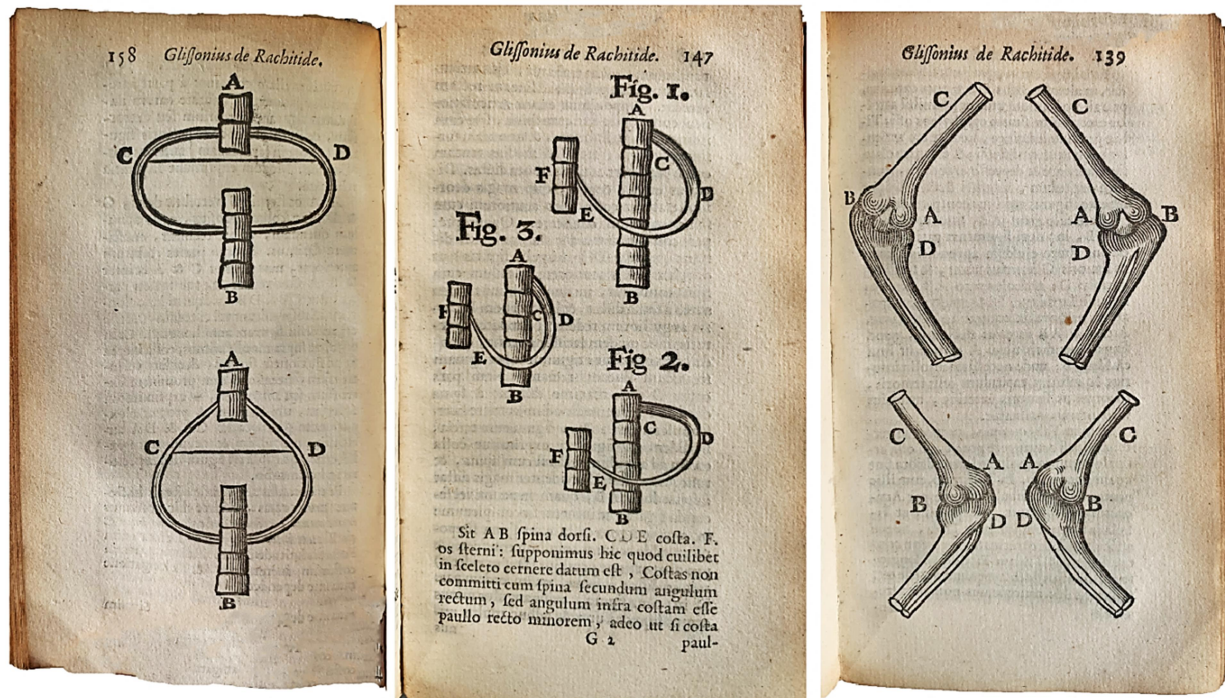 158 Gliſſonius de Rachitide.
A
C D
B
A
C D
B
Gliſſonius de Rachitide. 147
Fig. 1.
A
C
F
D
E
B
Fig. 3.
A
F C D
E
B
Fig 2.
A
C D
F
E
B
Sit A B ſpina dorſi. C D E coſta. F.
os ſterni: ſupponimus hic quod cuilibet
in ſceleto cernere datum eſt, Coſtas non
committi cum ſpina ſecundum angulum
rectum, ſed angulum infra coſtam eſſe
paullo recto minorem, adeo ut ſi coſta
G 2 paul-
Gliſſonius de Rachitide. 139
C C
B A A B
D D
C C
A A
B B
D D